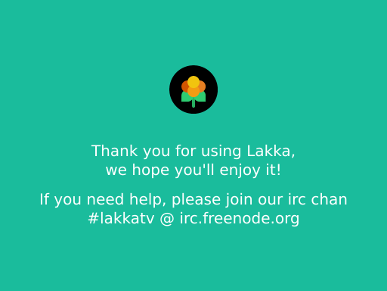 Thank you for using Lakka,
we hope you'll enjoy it!
If you need help, please join our irc chan
#lakkatv @ irc.freenode.org